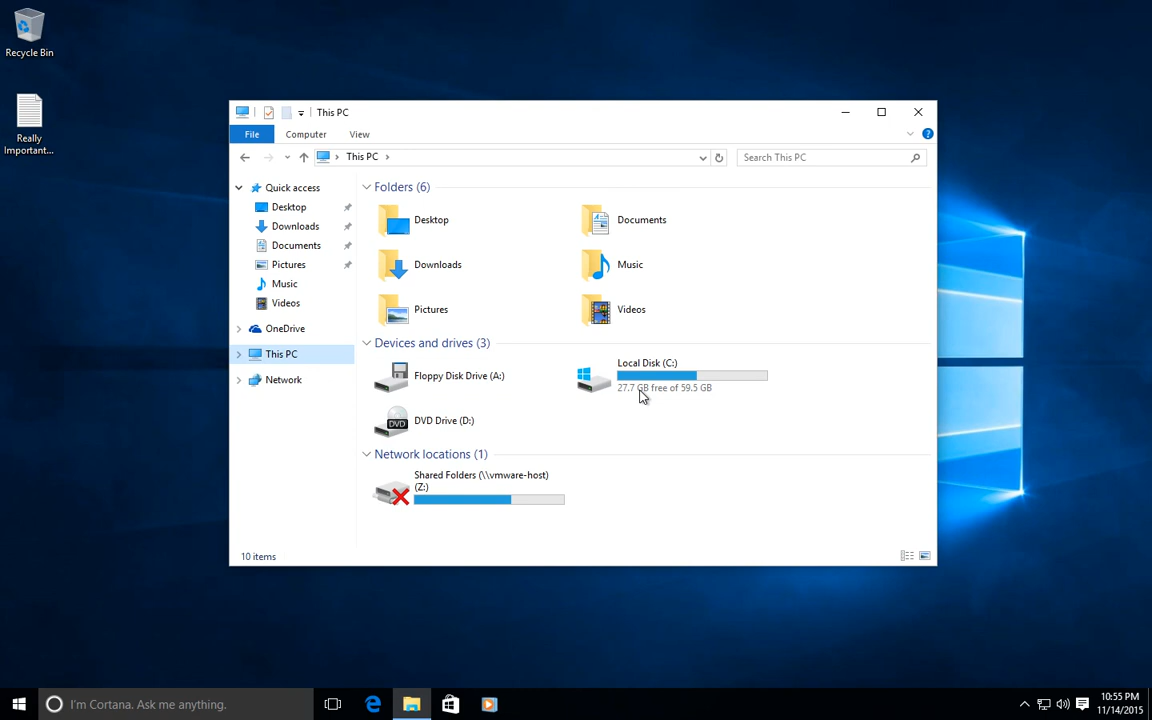 Recycle Bin
Really
Important...
This PC
File
Computer
View
This PC
Search This PC
Quick access
Desktop
Downloads
Documents
Pictures
Music
Videos
OneDrive
This PC
Network
Folders (6)
Desktop
Documents
Downloads
Music
Pictures
Videos
Devices and drives (3)
Floppy Disk Drive (A:)
Local Disk (C:)
27.7 GB free of 59.5 GB
DVD
DVD Drive (D:)
Network locations (1)
Shared Folders (\\vmware-host)
(Z:)
10 items
I'm Cortana. Ask me anything.
10:55 PM
11/14/2015